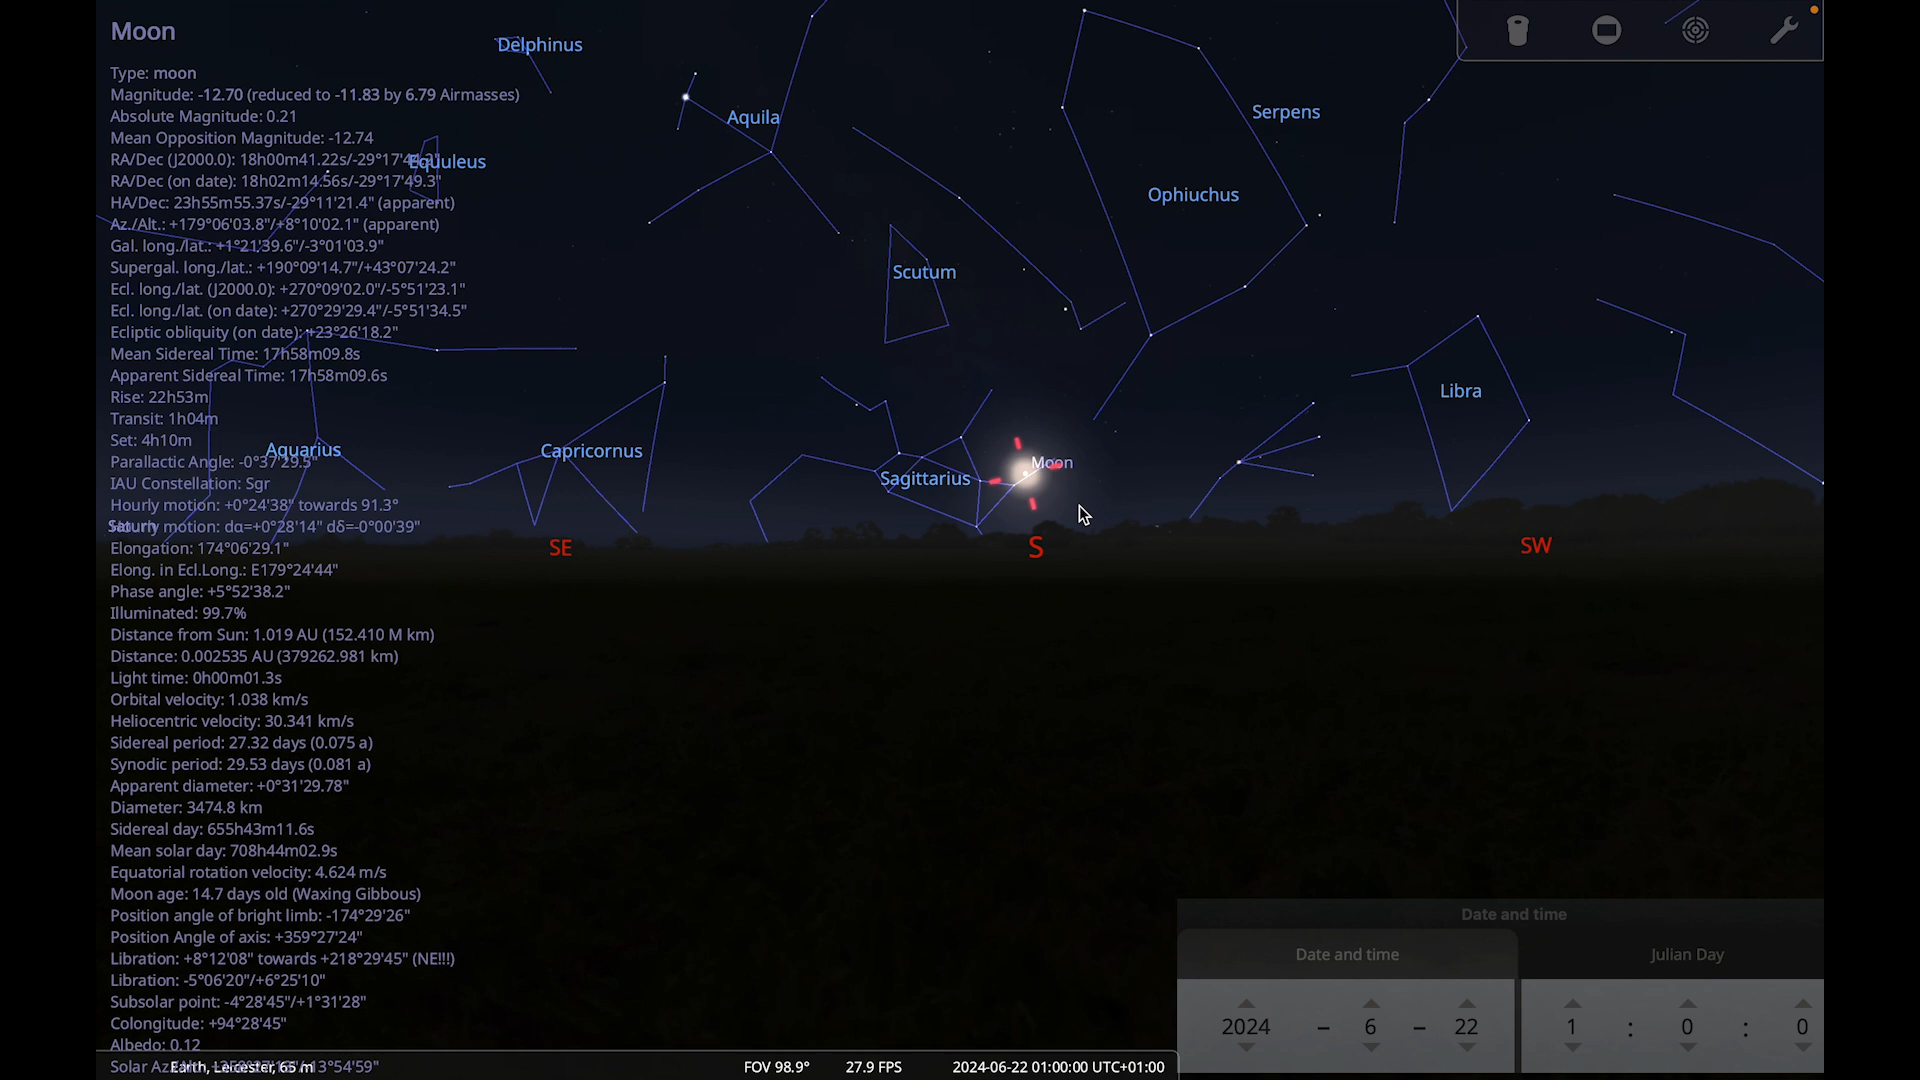 Moon
Type: moon
Magnitude: -12.70 (reduced to -11.83 by 6.79 Airmasses)
Absolute Magnitude: 0.21
Mean Opposition Magnitude: -12.74
RA/Dec (J2000.0): 18h00m41.22s/-29°17'44.2"
RA/Dec (on date): 18h02m14.56s/-29°17'49.3"
HA/Dec: 23h55m55.37s/-29°11'21.4" (apparent)
Az./Alt.: +179°06'03.8"/+8°10'02.1" (apparent)
Gal. long./lat.: +1°21'39.6"/-3°01'03.9"
Supergal. long./lat.: +190°09'14.7"/+43°07'24.2"
Ecl. long./lat. (J2000.0): +270°09'02.0"/-5°51'23.1"
Ecl. long./lat. (on date): +270°29'29.4"/-5°51'34.5"
Ecliptic obliquity (on date): +23°26'18.2"
Mean Sidereal Time: 17h58m09.8s
Apparent Sidereal Time: 17h58m09.6s
Rise: 22h53m
Transit: 1h04m
Set: 4h10m
Parallactic Angle: -0°37'29.5"
IAU Constellation: Sgr
Hourly motion: +0°24'38" towards 91.3°
Hourly motion: dα=+0°28'14" dδ=-0°00'39"
Elongation: 174°06'29.1"
Elong. in Ecl.Long.: E179°24'44"
Phase angle: +5°52'38.2"
Illuminated: 99.7%
Distance from Sun: 1.019 AU (152.410 M km)
Distance: 0.002535 AU (379262.981 km)
Light time: 0h00m01.3s
Orbital velocity: 1.038 km/s
Heliocentric velocity: 30.341 km/s
Sidereal period: 27.32 days (0.075 a)
Synodic period: 29.53 days (0.081 a)
Apparent diameter: +0°31'29.78"
Diameter: 3474.8 km
Sidereal day: 655h43m11.6s
Mean solar day: 708h44m02.9s
Equatorial rotation velocity: 4.624 m/s
Moon age: 14.7 days old (Waxing Gibbous)
Position angle of bright limb: -174°29'26"
Position Angle of axis: +359°27'24"
Libration: +8°12'08" towards +218°29'45" (NE!!!)
Libration: -5°06'20"/+6°25'10"
Subsolar point: -4°28'45"/+1°31'28"
Colongitude: +94°28'45"
Albedo: 0.12
Solar Az./Alt.:
Delphinus
Aquila
Equuleus
Serpens
Ophiuchus
Scutum
Libra
Aquarius
Capricornus
Sagittarius
Moon
Saturn
SE
S
SW
Date and time
Date and time
Julian Day
2024 – 6 – 22
1 : 0 : 0
Earth, Leicester, 65 m
FOV 98.9°
27.9 FPS
2024-06-22 01:00:00 UTC+01:00